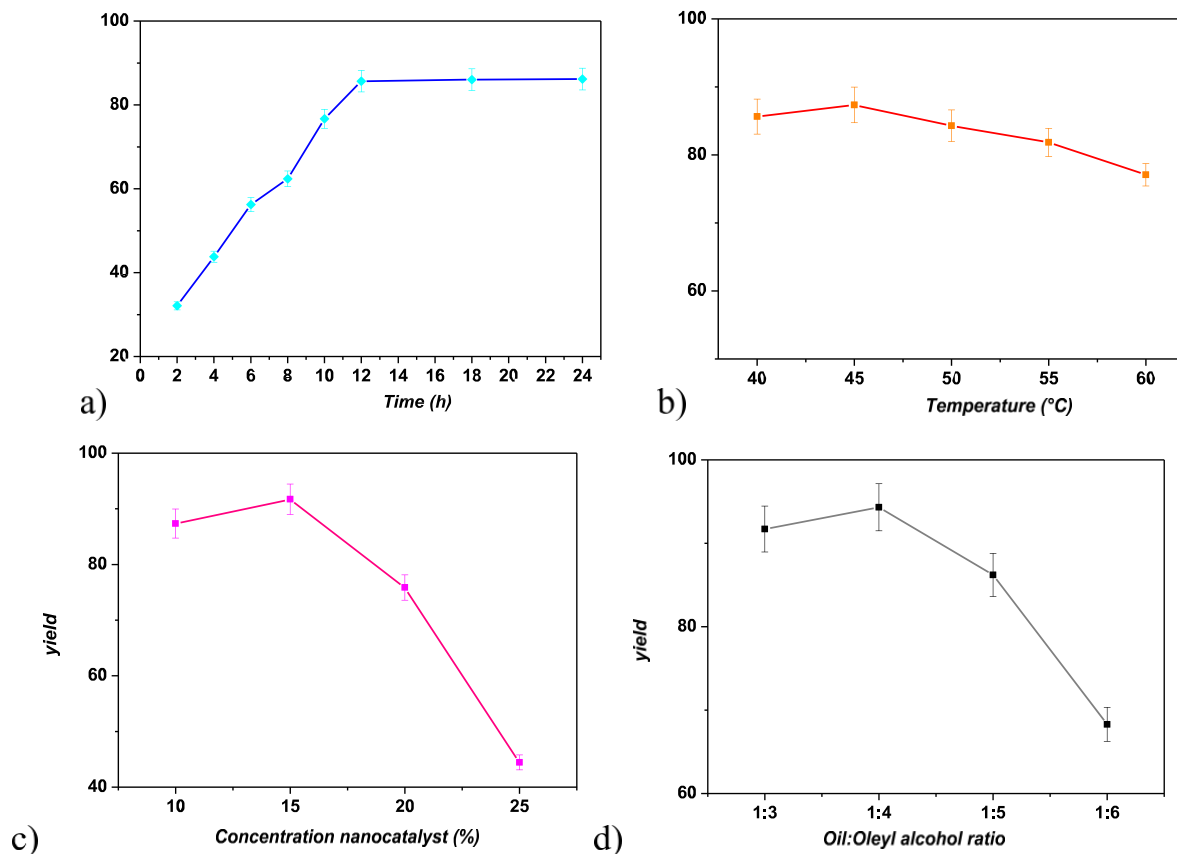 100
80
60
40
20
0 2 4 6 8 10 12 14 16 18 20 22 24
Time (h)
a)
100
80
60
40 45 50 55 60
Temperature (°C)
b)
100
80
60
40
yield
10 15 20 25
Concentration nanocatalyst (%)
c)
100
80
60
yield
1:3 1:4 1:5 1:6
Oil:Oleyl alcohol ratio
d)